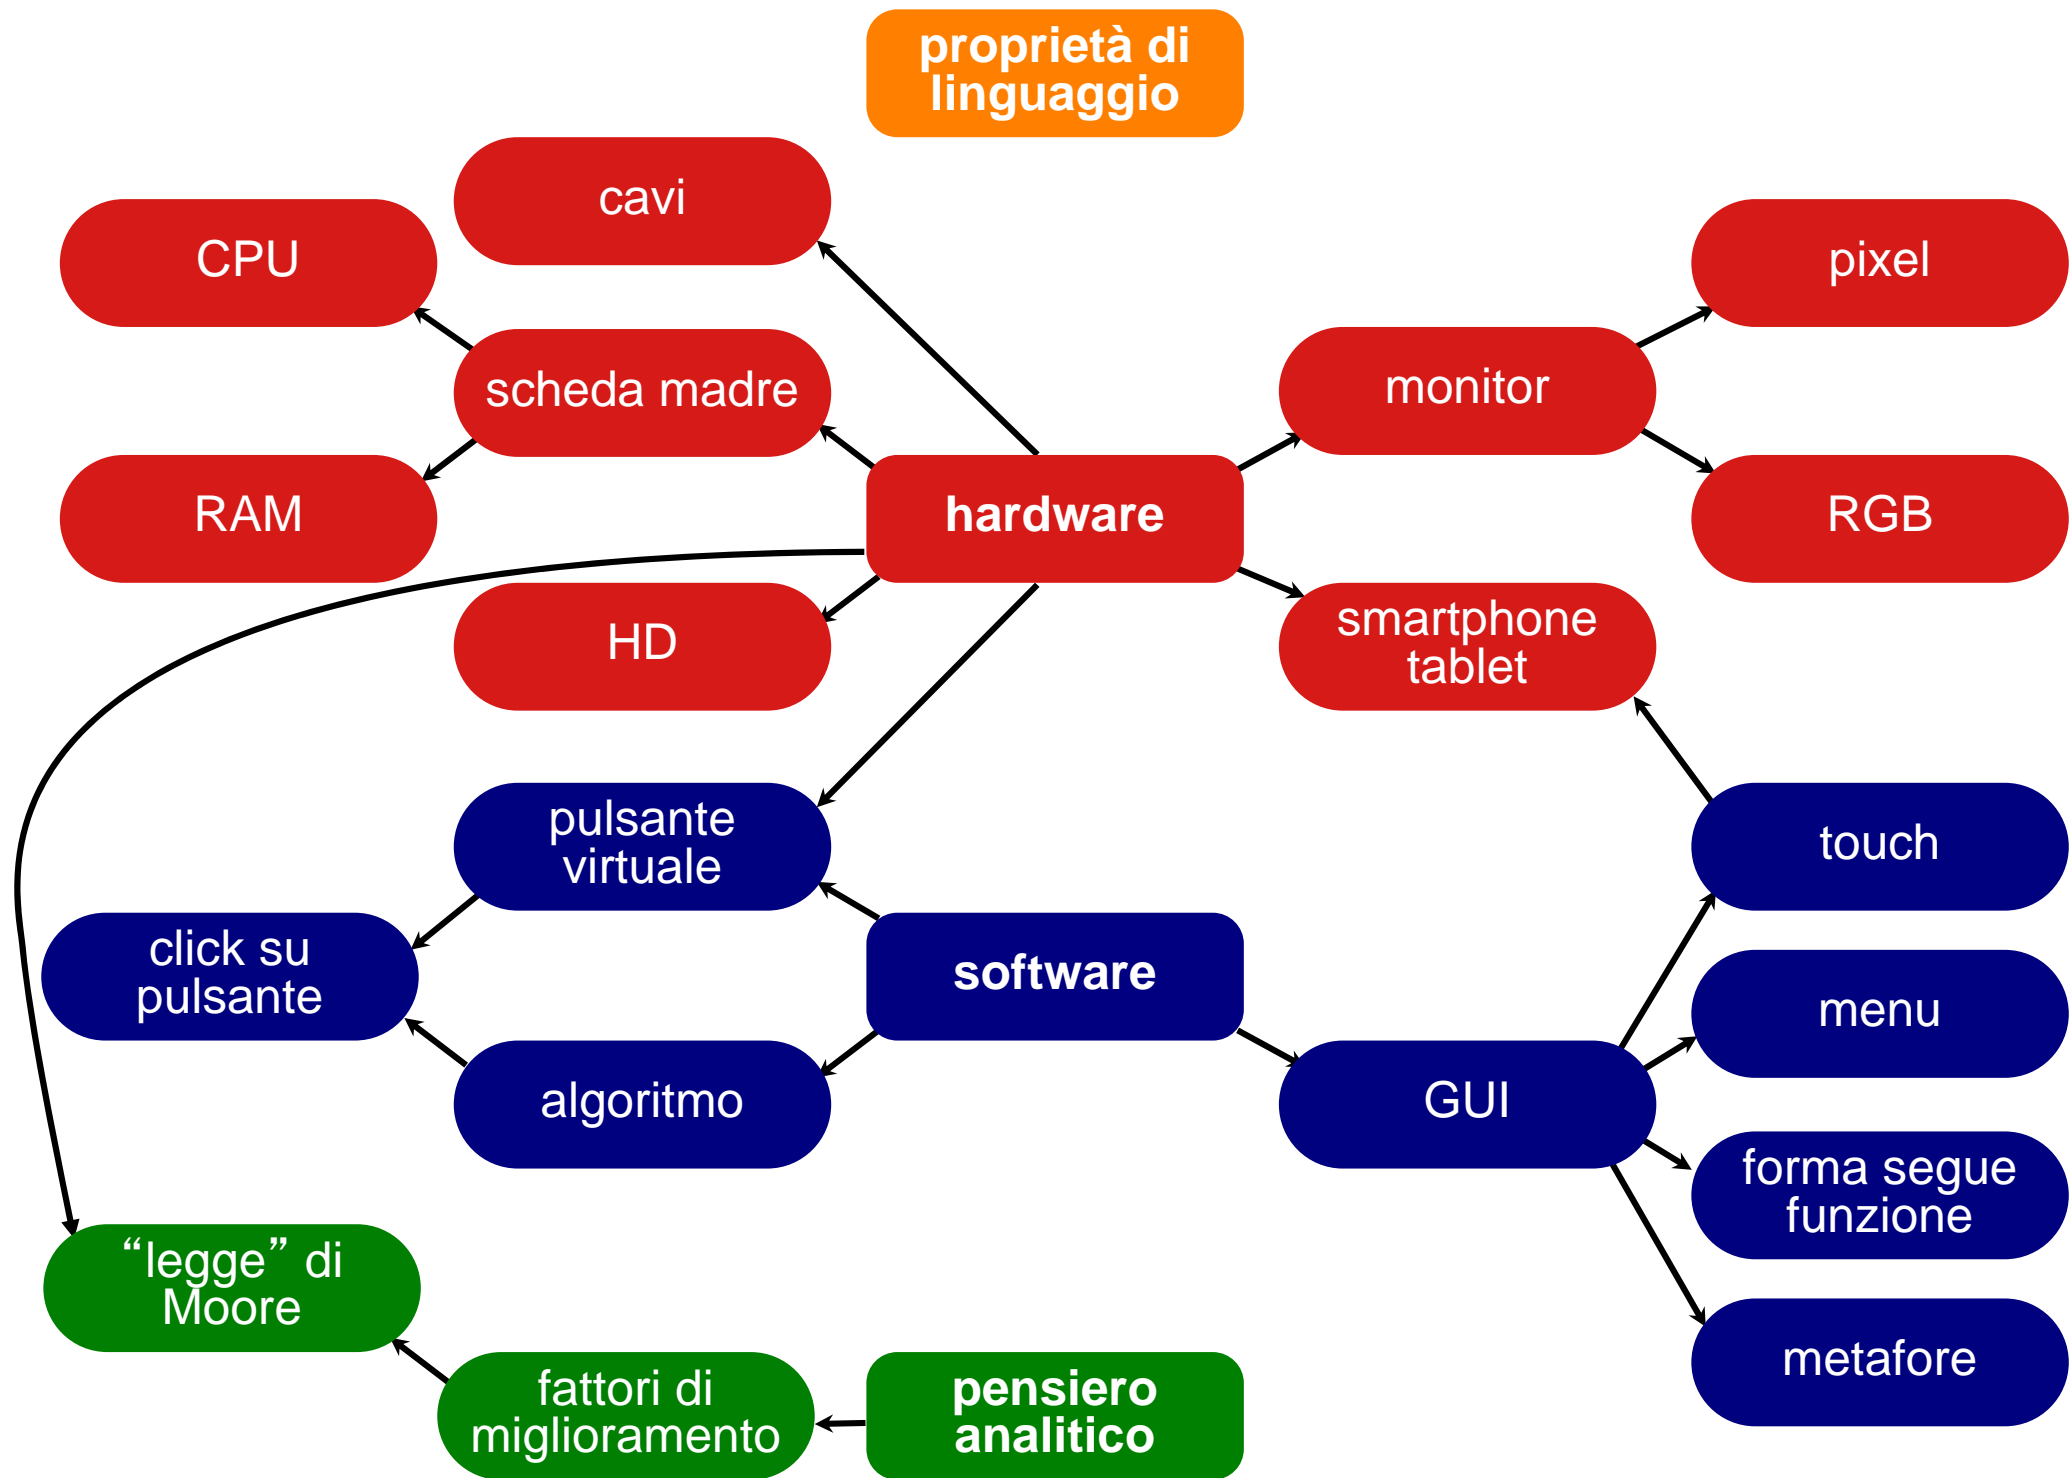 proprietà di
linguaggio
cavi
CPU
pixel
scheda madre
monitor
RAM
hardware
RGB
HD
smartphone
tablet
pulsante
virtuale
touch
click su
pulsante
software
menu
algoritmo
GUI
forma segue
funzione
“legge” di
Moore
metafore
fattori di
miglioramento
pensiero
analitico